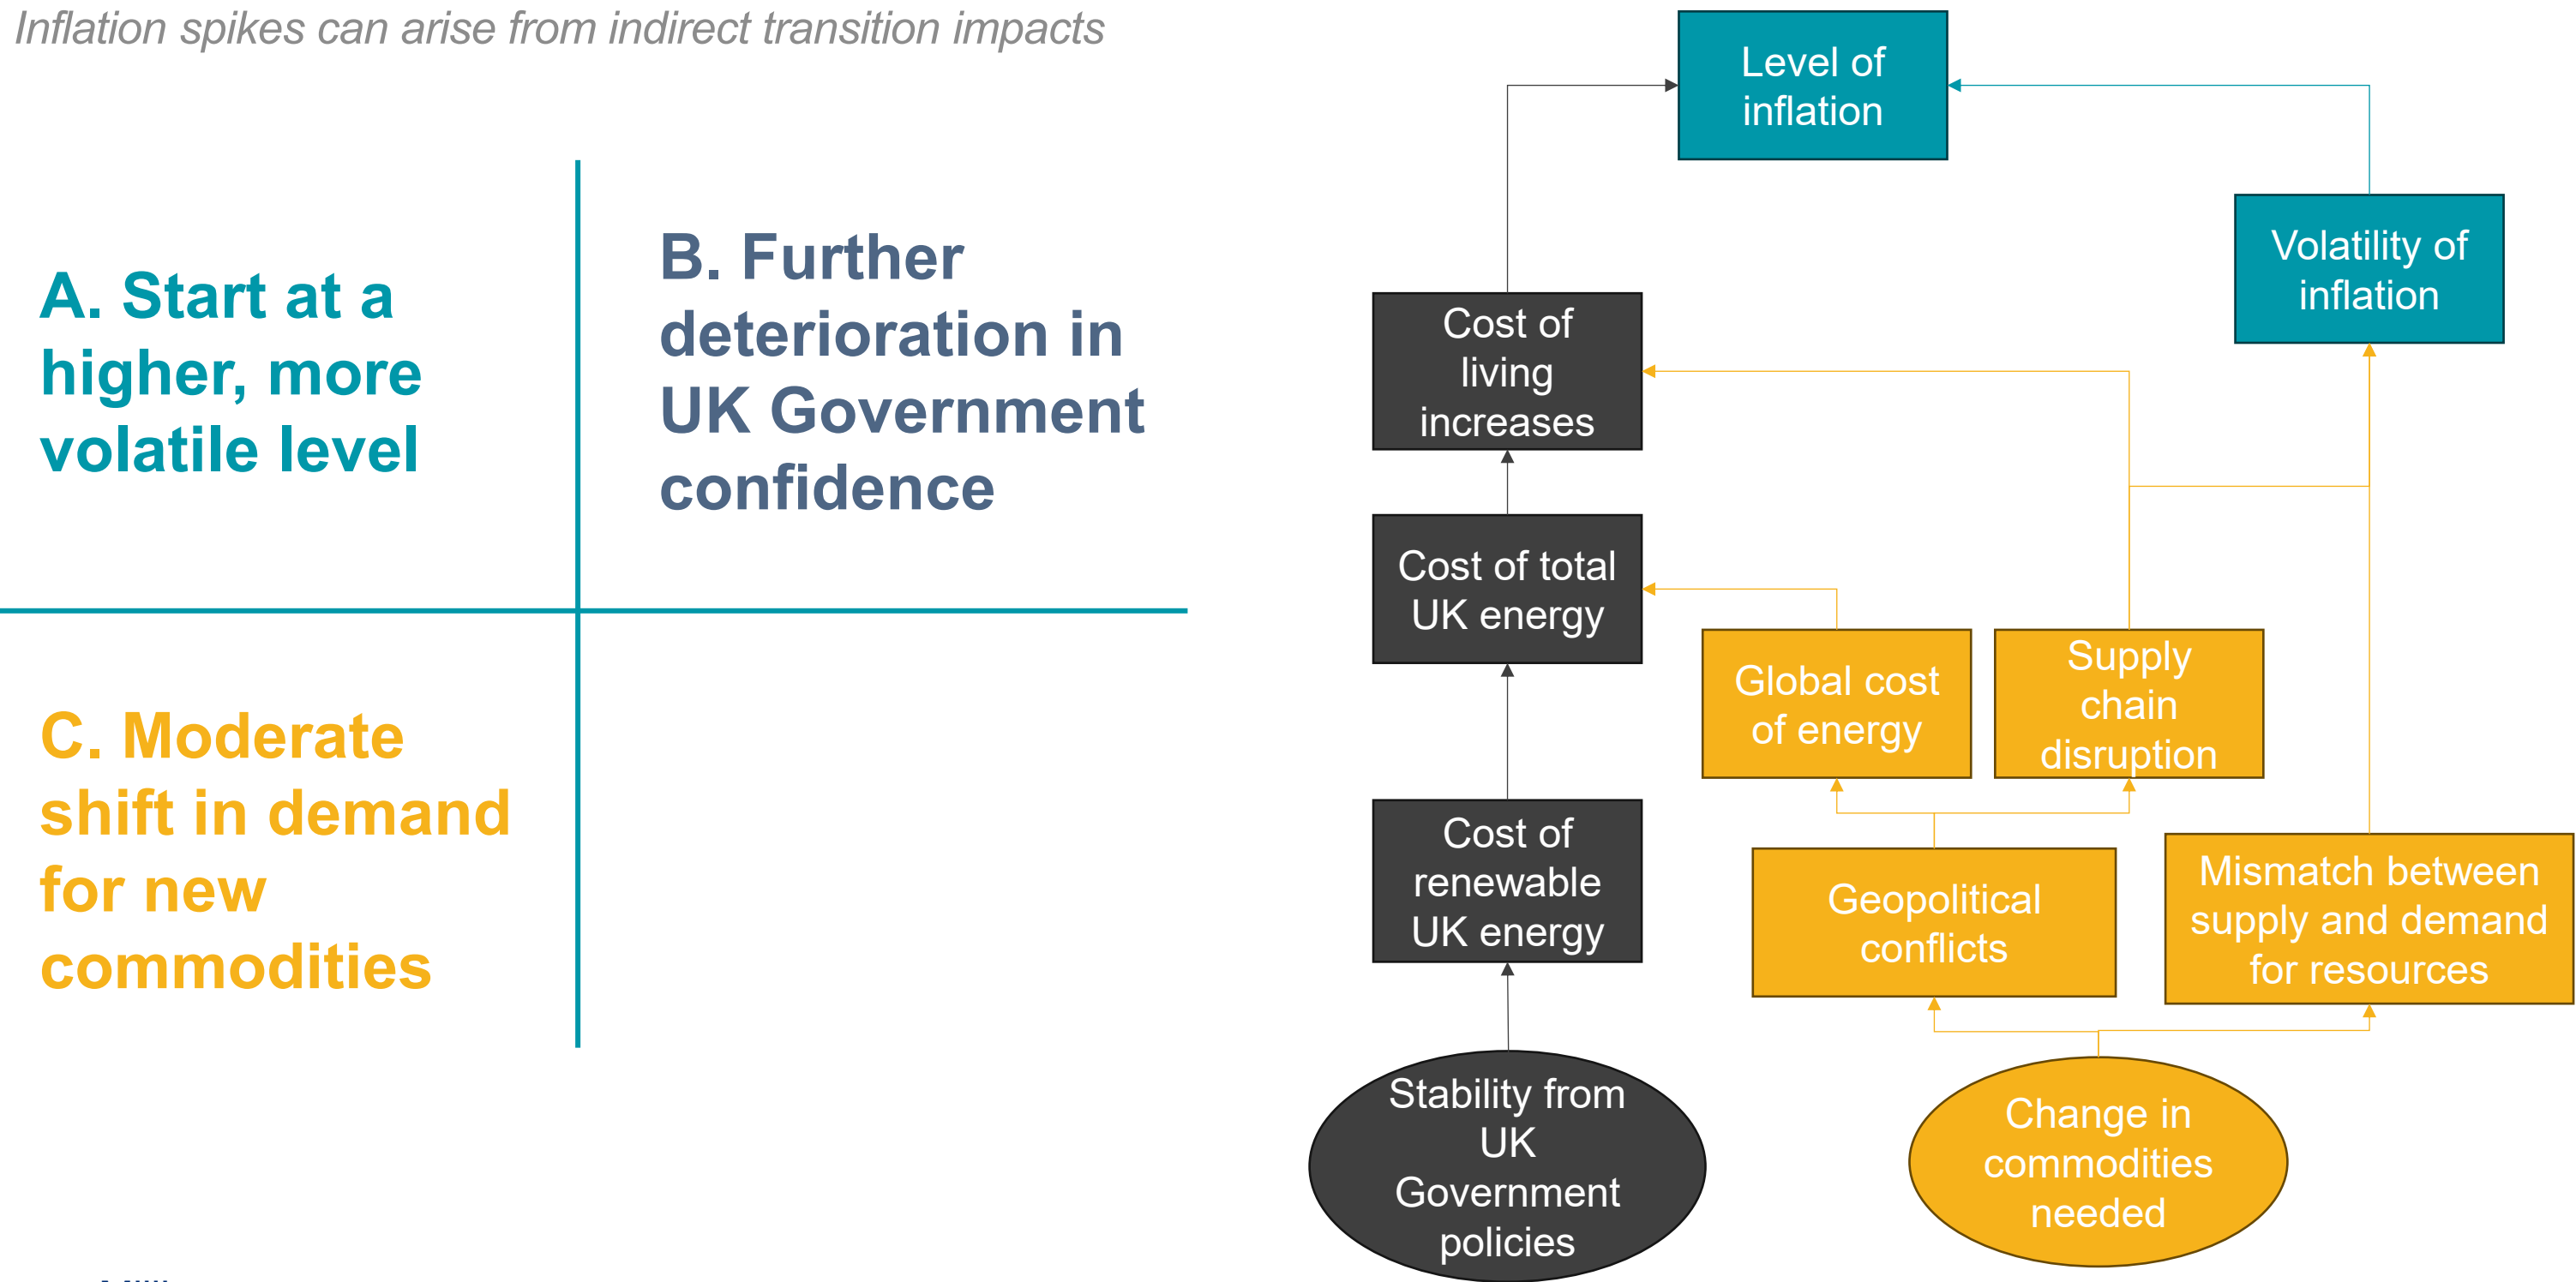 Inflation spikes can arise from indirect transition impacts
A. Start at a
higher, more
volatile level
B. Further
deterioration in
UK Government
confidence
C. Moderate
shift in demand
for new
commodities
Level of
inflation
Volatility of
inflation
Cost of
living
increases
Cost of total
UK energy
Global cost
of energy
Supply
chain
disruption
Cost of
renewable
UK energy
Geopolitical
conflicts
Mismatch between
supply and demand
for resources
Stability from
UK
Government
policies
Change in
commodities
needed